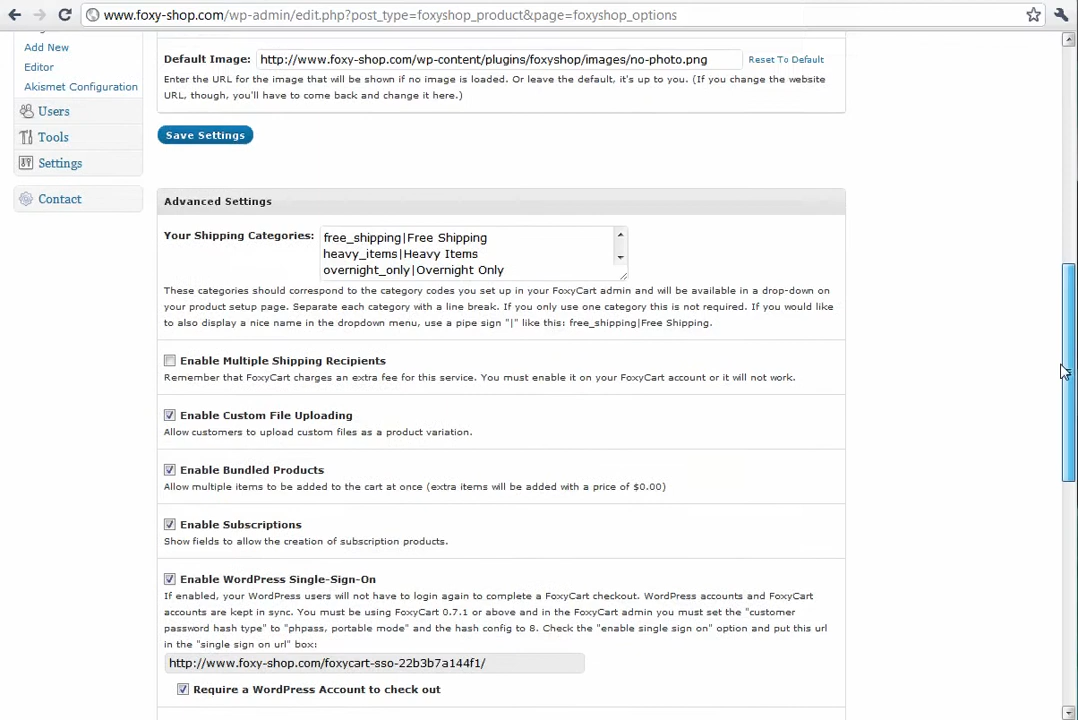 www.foxy-shop.com/wp-admin/edit.php?post_type=foxyshop_product&page=foxyshop_options
Add New
Editor
Akismet Configuration
Users
Tools
Settings
Contact
Default Image:
http://www.foxy-shop.com/wp-content/plugins/foxyshop/images/no-photo.png
Reset To Default
Enter the URL for the image that will be shown if no image is loaded. Or leave the default, it's up to you. (If you change the website
URL, though, you'll have to come back and change it here.)
Save Settings
Advanced Settings
Your Shipping Categories:
free_shipping|Free Shipping
heavy_items|Heavy Items
overnight_only|Overnight Only
These categories should correspond to the category codes you set up in your FoxyCart admin and will be available in a drop-down on
your product setup page. Separate each category with a line break. If you only use one category this is not required. If you would like
to also display a nice name in the dropdown menu, use a pipe sign "|" like this: free_shipping|Free Shipping.
Enable Multiple Shipping Recipients
Remember that FoxyCart charges an extra fee for this service. You must enable it on your FoxyCart account or it will not work.
Enable Custom File Uploading
Allow customers to upload custom files as a product variation.
Enable Bundled Products
Allow multiple items to be added to the cart at once (extra items will be added with a price of $0.00)
Enable Subscriptions
Show fields to allow the creation of subscription products.
Enable WordPress Single-Sign-On
If enabled, your WordPress users will not have to login again to complete a FoxyCart checkout. WordPress accounts and FoxyCart
accounts are kept in sync. You must be using FoxyCart 0.7.1 or above and in the FoxyCart admin you must set the "customer
password hash type" to "phpass, portable mode" and the hash config to 8. Check the "enable single sign on" option and put this url
in the "single sign on url" box:
http://www.foxy-shop.com/foxycart-sso-22b3b7a144f1/
Require a WordPress Account to check out